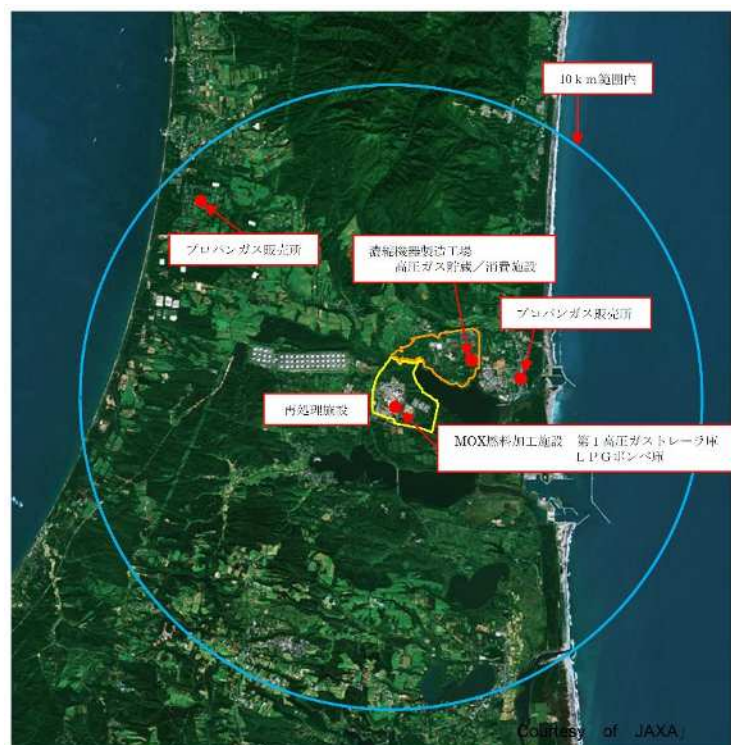 10ｋｍ範囲内
プロパンガス販売所
濃縮機器製造工場
高圧ガス貯蔵／消費施設
プロパンガス販売所
再処理施設
MOX燃料加工施設　第１高圧ガストレーラ庫
ＬＰＧボンベ庫
Courtesy of JAXA」